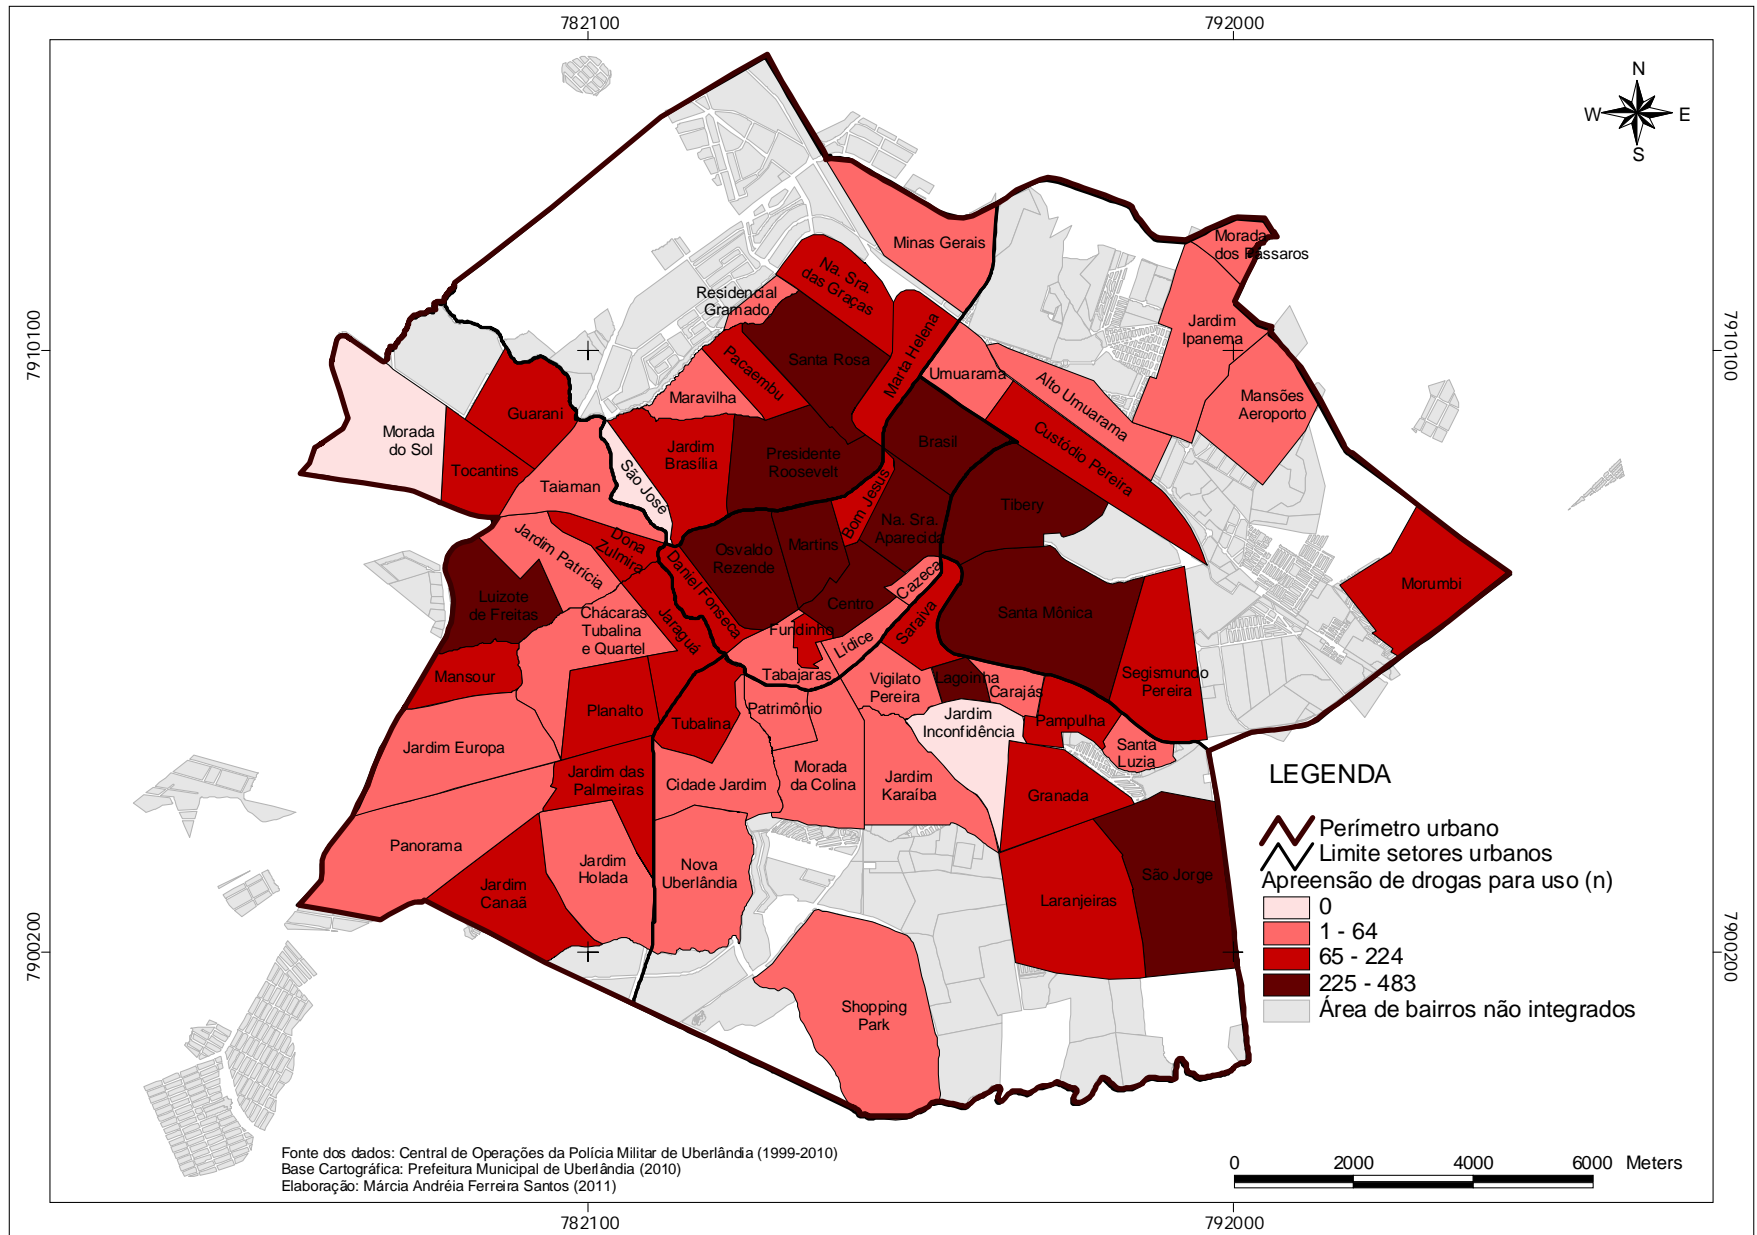 782100
792000
N
W
E
S
Minas Gerais
Morada
dos Pássaros
Na. Sra.
das Graças
Residencial
Gramado
Jardim
Ipanema
7910100
7910100
Marta Helena
Santa Rosa
Pacaembu
Umuarama
Alto Umuarama
Mansões
Aeroporto
Maravilha
Guarani
Morada
do Sol
Brasil
Custódio Pereira
Jardim
Brasília
Presidente
Roosevelt
Tocantins
São José
Taiaman
Bom Jesus
Tibery
Na. Sra.
Aparecida
Jardim Patrícia
Dona
Zulmira
Osvaldo
Rezende
Martins
Daniel Fonseca
Cazeca
Morumbi
Luizote
de Freitas
Centro
Santa Mônica
Chácaras
Tubalina
e Quartel
Jaraguá
Fundinho
Lídice
Saraiva
Mansour
Tabajaras
Vigilato
Pereira
Lagoinha
Carajás
Segismundo
Pereira
Planalto
Tubalina
Patrimônio
Jardim
Inconfidência
Pampulha
Jardim Europa
Santa
Luzia
Jardim das
Palmeiras
Cidade Jardim
Morada
da Colina
Jardim
Karaíba
Granada
Panorama
Jardim
Holada
Nova
Uberlândia
Jardim
Canaã
Laranjeiras
São Jorge
Shopping
Park
7900200
7900200
LEGENDA
Perímetro urbano
Limite setores urbanos
Apreensão de drogas para uso (n)
0
1 - 64
65 - 224
225 - 483
Área de bairros não integrados
Fonte dos dados: Central de Operações da Polícia Militar de Uberlândia (1999-2010)
Base Cartográfica: Prefeitura Municipal de Uberlândia (2010)
Elaboração: Márcia Andréia Ferreira Santos (2011)
0 2000 4000 6000 Meters
782100
792000